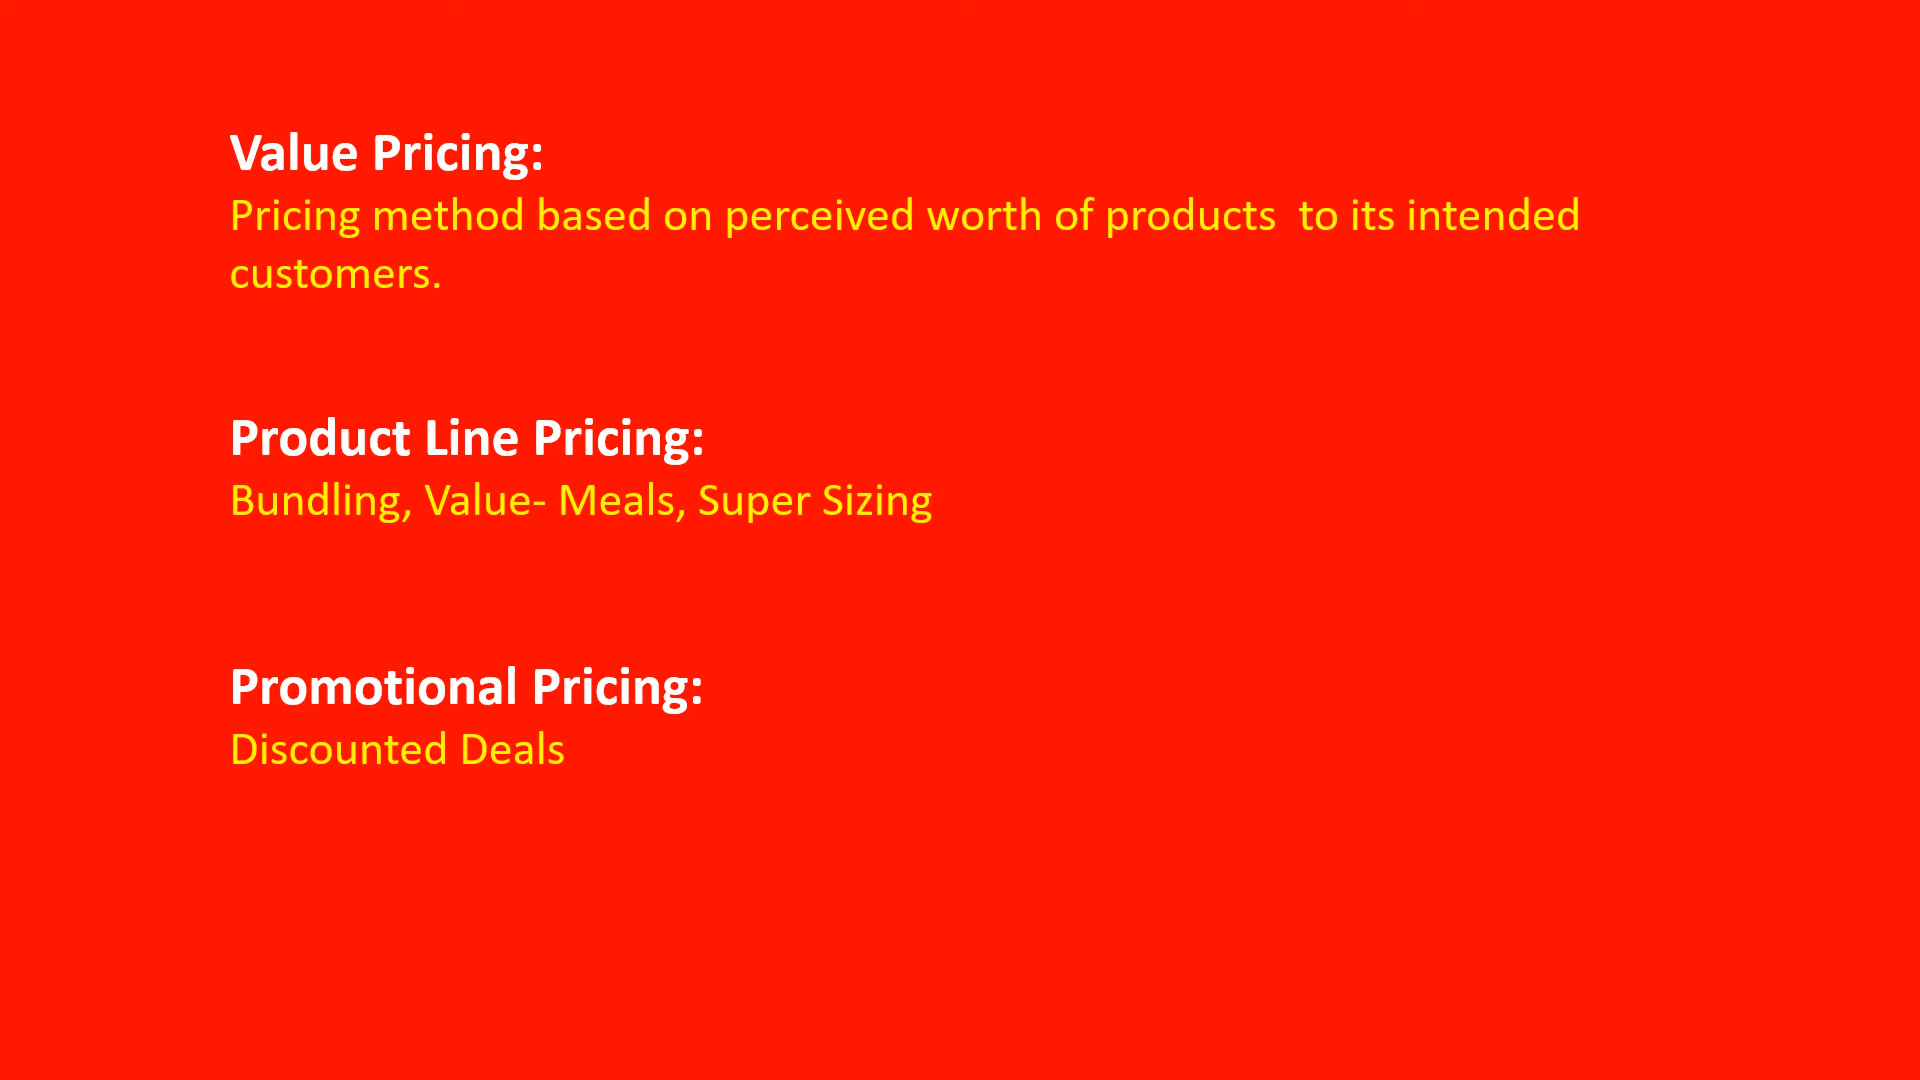 Value Pricing:
Pricing method based on perceived worth of products  to its intended
customers.
Product Line Pricing:
Bundling, Value- Meals, Super Sizing
Promotional Pricing:
Discounted Deals